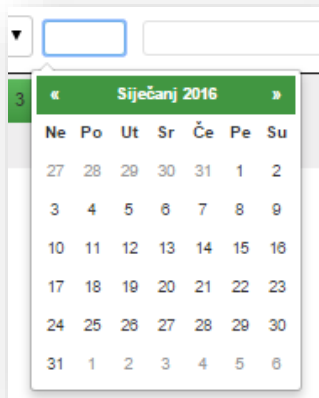 3
« Siječanj 2016 »
Ne Po Ut Sr Če Pe Su
27 28 29 30 31 1 2
3 4 5 6 7 8 9
10 11 12 13 14 15 16
17 18 19 20 21 22 23
24 25 26 27 28 29 30
31 1 2 3 4 5 6